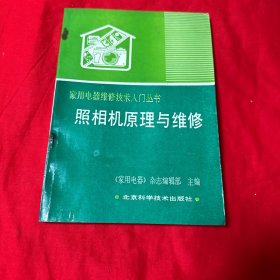 家用电器维修技术入门丛书
照相机原理与维修
《家用电器》杂志编辑部 主编
北京科学技术出版社